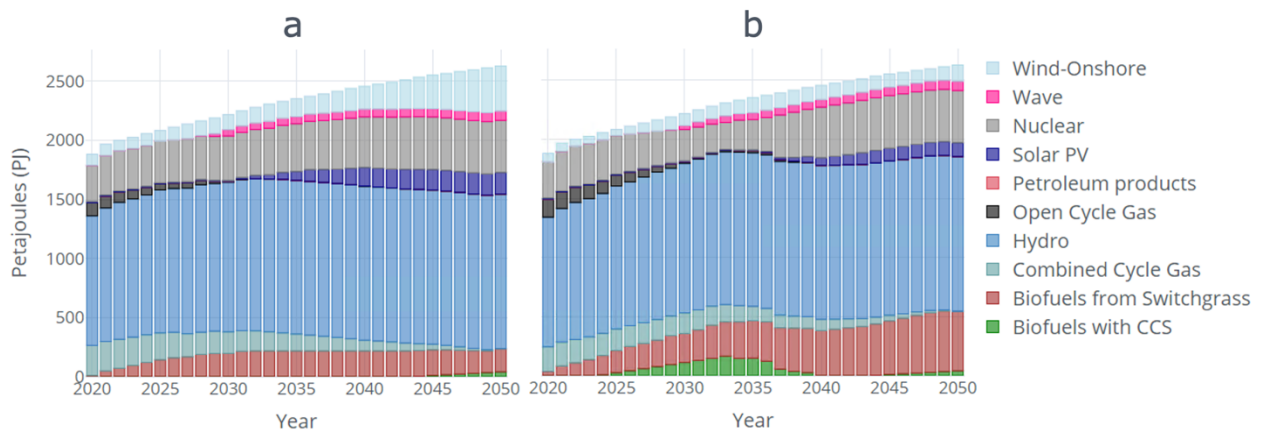 a
b
Petajoules (PJ)
2500
2000
1500
1000
500
0
2020 2025 2030 2035 2040 2045 2050
Year
2020 2025 2030 2035 2040 2045 2050
Year
Wind-Onshore
Wave
Nuclear
Solar PV
Petroleum products
Open Cycle Gas
Hydro
Combined Cycle Gas
Biofuels from Switchgrass
Biofuels with CCS